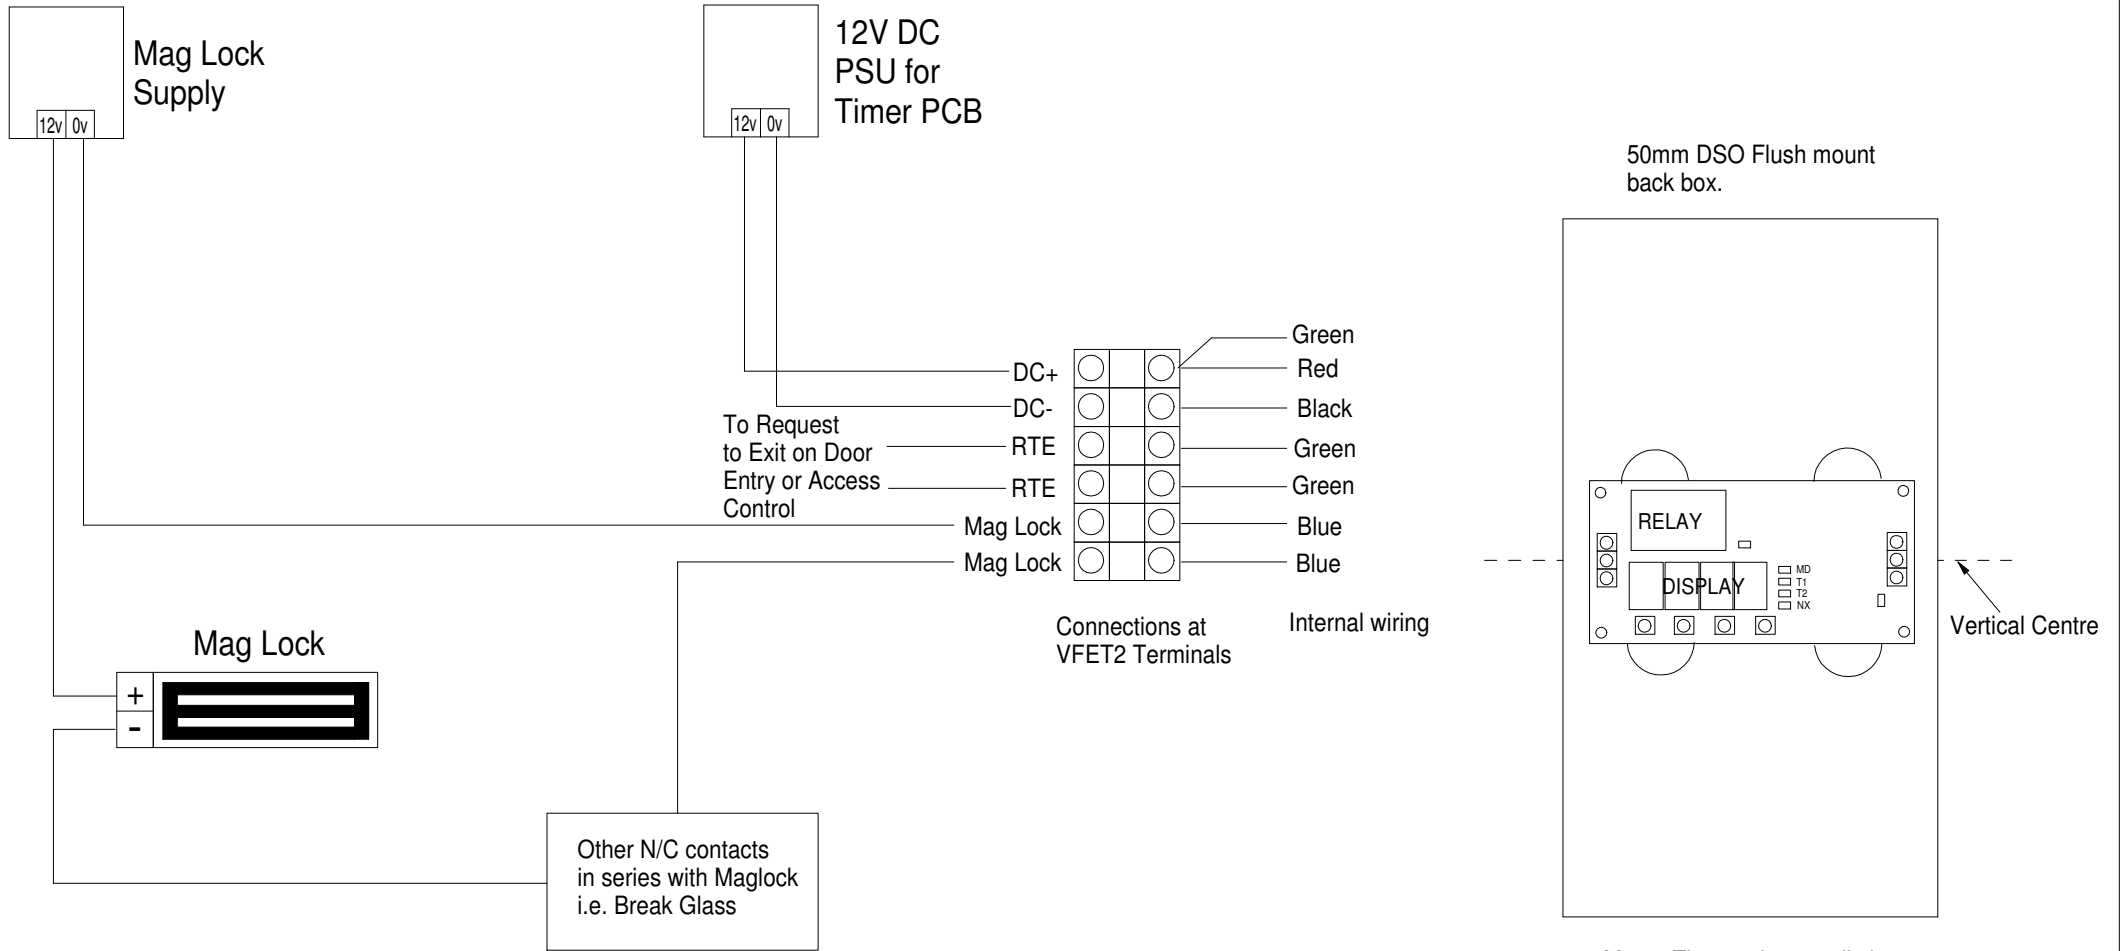 Mag Lock
Supply
12v 0v
12V DC
PSU for
Timer PCB
12v 0v
50mm DSO Flush mount
back box.
Green
DC+
Red
DC-
Black
To Request
to Exit on Door
Entry or Access
Control
RTE
Green
RTE
Green
Mag Lock
Blue
Mag Lock
Blue
Connections at
VFET2 Terminals
Internal wiring
RELAY
DISPLAY
MD
T1
T2
NX
Vertical Centre
Mag Lock
+
-
Other N/C contacts
in series with Maglock
i.e. Break Glass